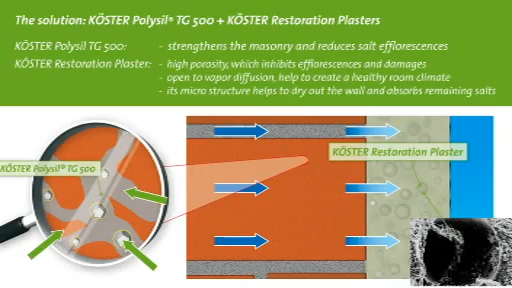 The solution: KÖSTER Polysil® TG 500 + KÖSTER Restoration Plasters
KÖSTER Polysil TG 500: - strengthens the masonry and reduces salt efflorescences
KÖSTER Restoration Plaster: - high porosity, which inhibits efflorescences and damages
- open to vapor diffusion, help to create a healthy room climate
- its micro structure helps to dry out the wall and absorbs remaining salts
KÖSTER Restoration Plaster
KÖSTER Polysil® TG 500